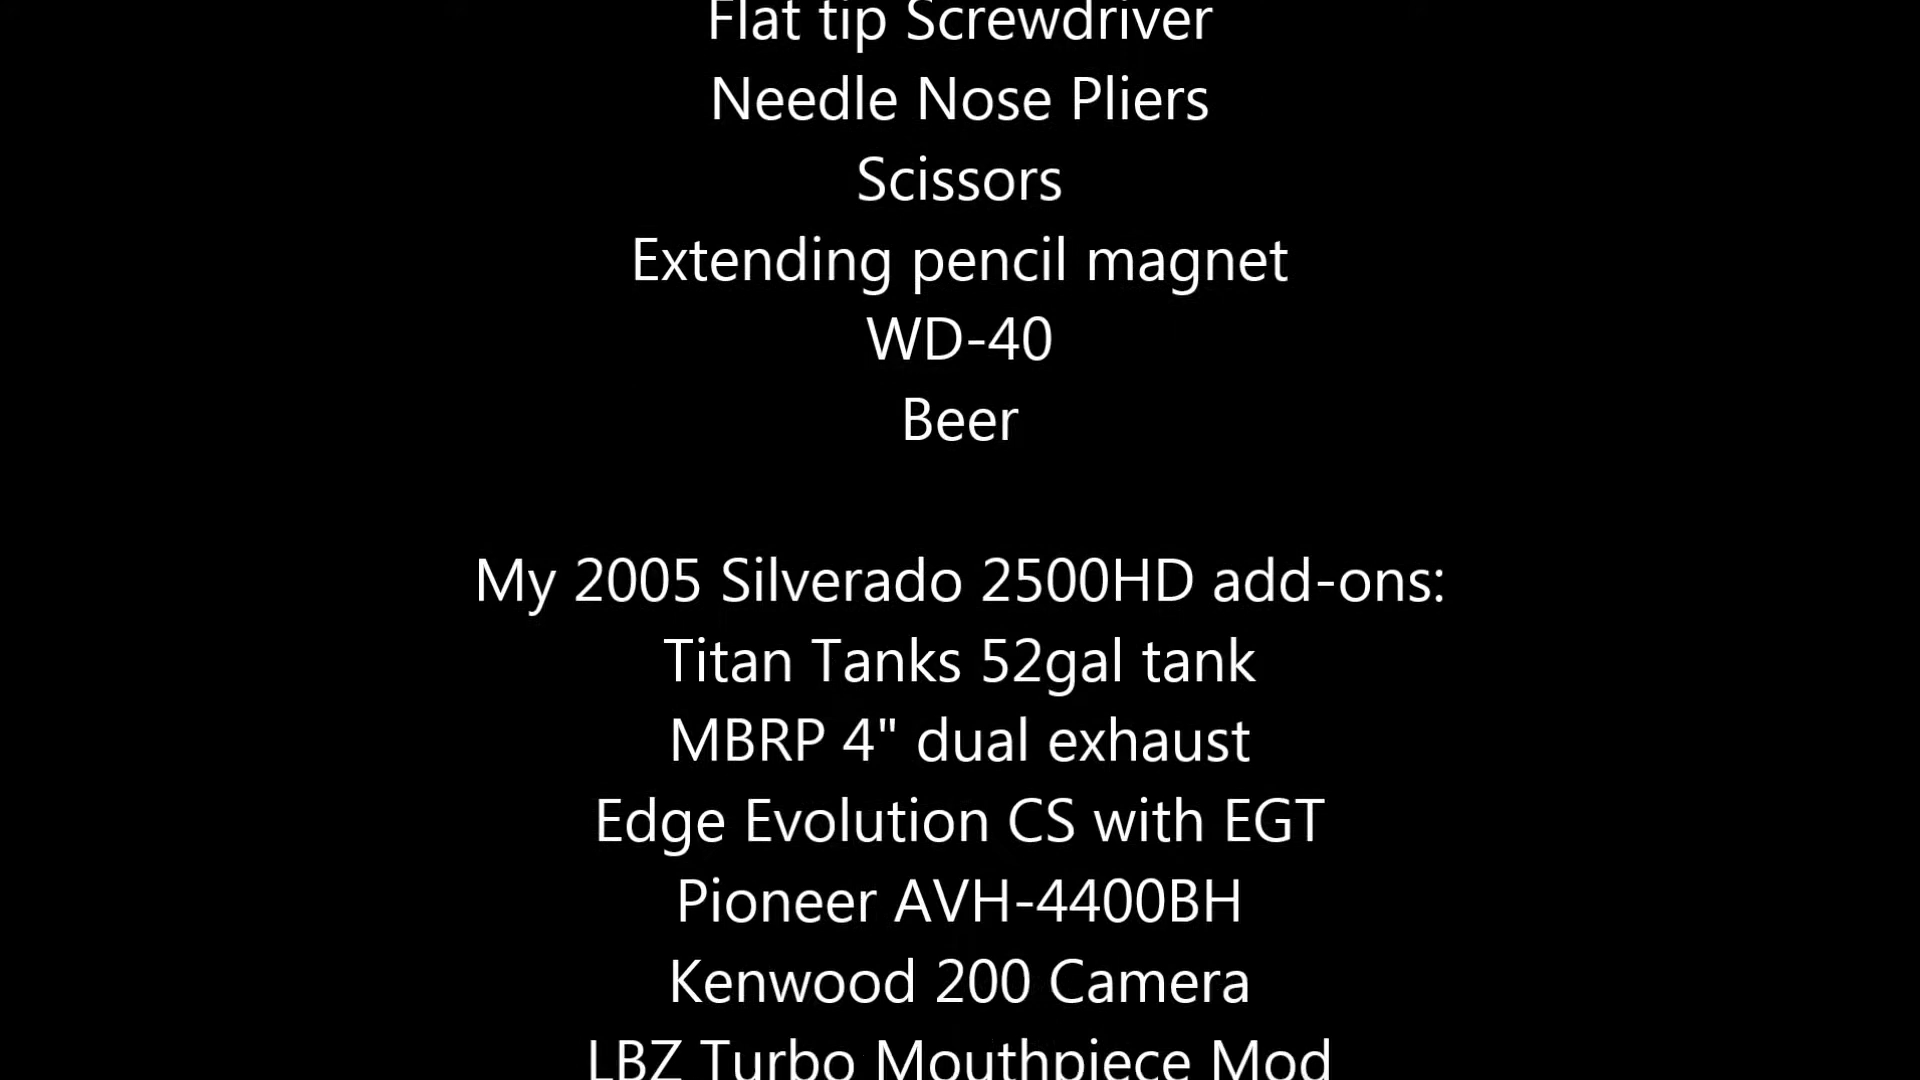 Flat tip Screwdriver
Needle Nose Pliers
Scissors
Extending pencil magnet
WD-40
Beer
My 2005 Silverado 2500HD add-ons:
Titan Tanks 52gal tank
MBRP 4" dual exhaust
Edge Evolution CS with EGT
Pioneer AVH-4400BH
Kenwood 200 Camera
LBZ Turbo Mouthpiece Mod